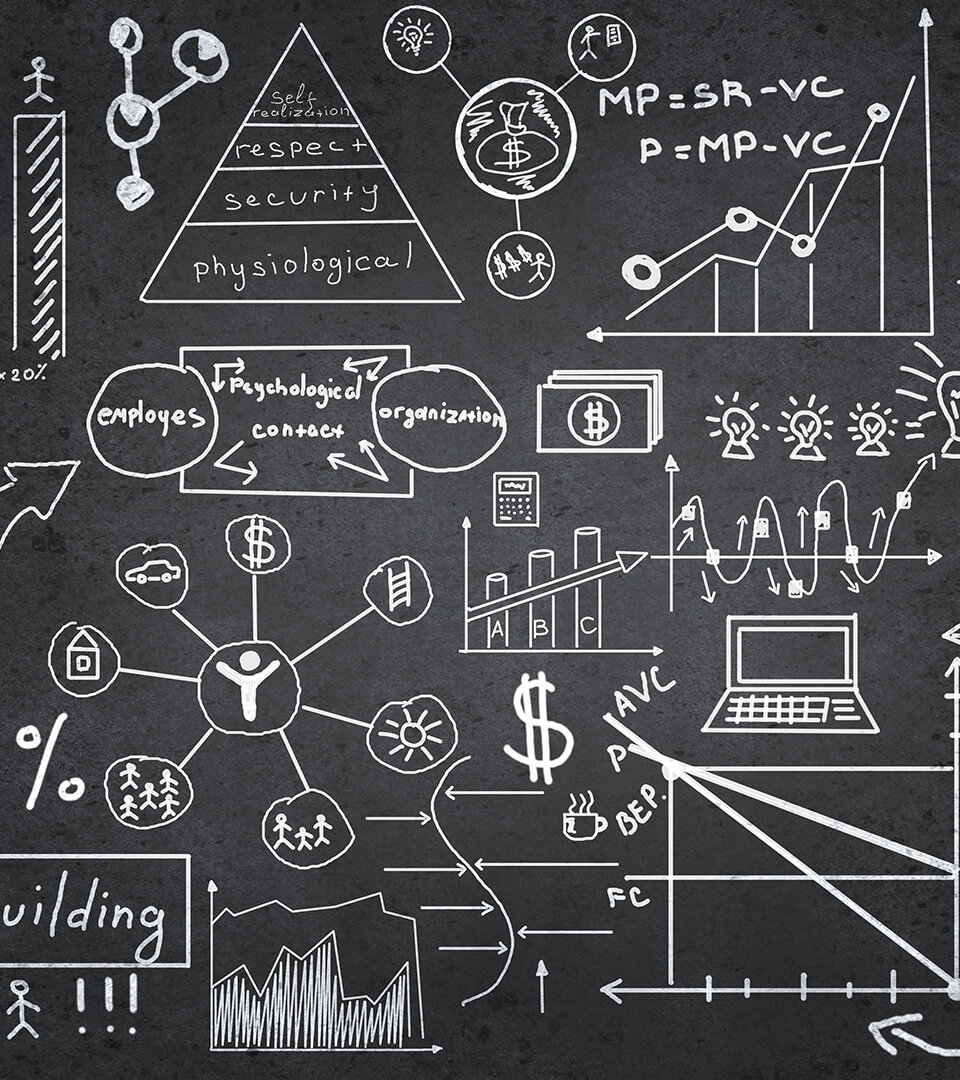 Self
realization
respect
security
physiological
$
$$$
MP=SR-VC
P=MP-VC
20%
employes
Psychological
contact
organization
$
$
A
B
C
$
AVC
P
BEP.
%
FC
uilding
!!!